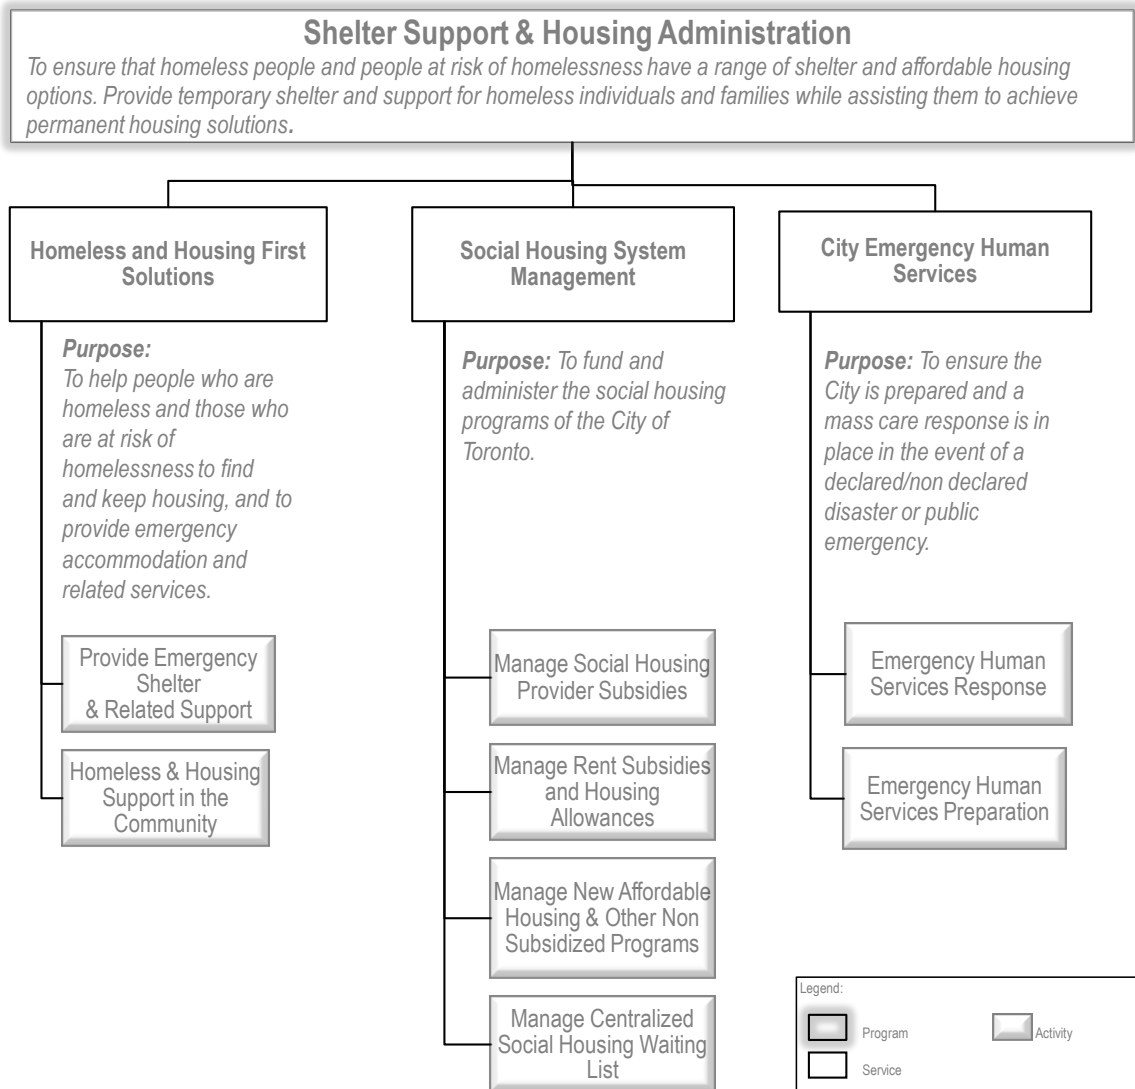 Shelter Support & Housing Administration
To ensure that homeless people and people at risk of homelessness have a range of shelter and affordable housing
options. Provide temporary shelter and support for homeless individuals and families while assisting them to achieve
permanent housing solutions.
Homeless and Housing First
Solutions
Purpose:
To help people who are
homeless and those who
are at risk of
homelessness to find
and keep housing, and to
provide emergency
accommodation and
related services.
Provide Emergency
Shelter
& Related Support
Homeless & Housing
Support in the
Community
Social Housing System
Management
Purpose: To fund and
administer the social housing
programs of the City of
Toronto.
Manage Social Housing
Provider Subsidies
Manage Rent Subsidies
and Housing
Allowances
Manage New Affordable
Housing & Other Non
Subsidized Programs
Manage Centralized
Social Housing Waiting
List
City Emergency Human
Services
Purpose: To ensure the
City is prepared and a
mass care response is in
place in the event of a
declared/non declared
disaster or public
emergency.
Emergency Human
Services Response
Emergency Human
Services Preparation
Legend:
Program
Activity
Service